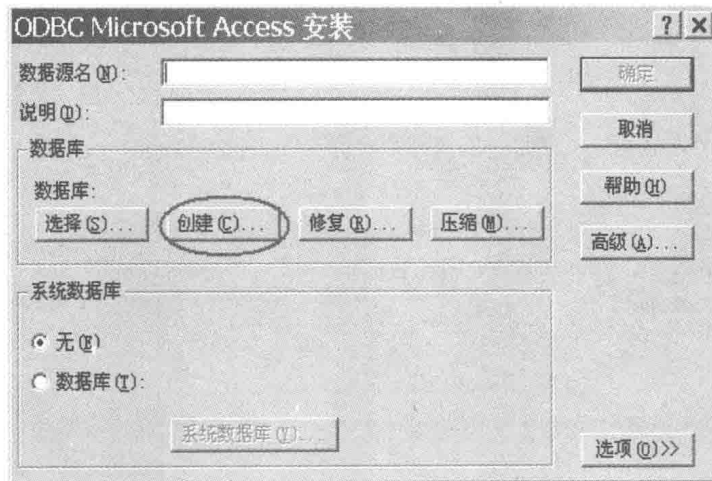 ODBC Microsoft Access 安装
数据源名(N):
确定
说明(D):
取消
数据库
数据库:
帮助(H)
选择(S)...
创建(C)...
修复(R)...
压缩(M)...
高级(A)...
系统数据库
无(E)
数据库(T):
系统数据库(Y)...
选项(O)>>